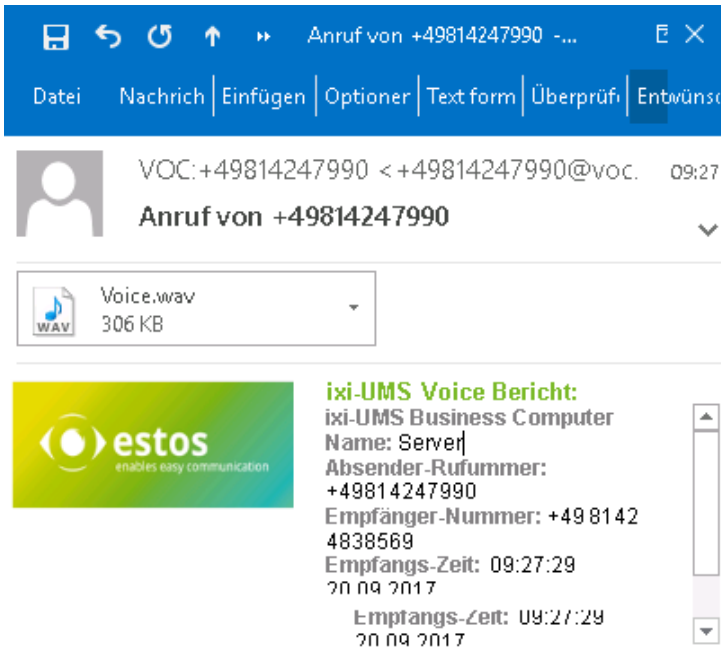 Anruf von +49814247990 -...
Datei Nachrich Einfügen Optioner Text form Überprüfi Entwünsc
VOC:+49814247990 <+49814247990@voc. 09:27
Anruf von +49814247990
Voice.wav
WAV
306 KB
estos
enables easy communication
ixi-UMS Voice Bericht:
ixi-UMS Business Computer
Name: Server
Absender-Rufummer:
+49814247990
Empfänger-Nummer: +498142
4838569
Empfangs-Zeit: 09:27:29
20.09.2017
Empfangs-Zeit: 09:27:29
20.09.2017